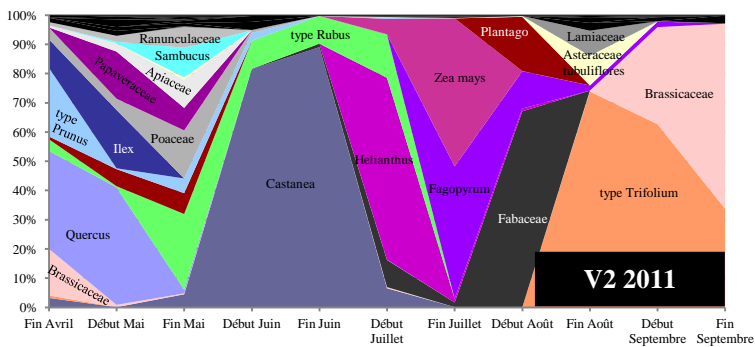 100%
90%
80%
70%
60%
50%
40%
30%
20%
10%
0%
Ranunculaceae
Sambucus
Apiaceae
Papaveraceae
Poaceae
type
Prunus
Ilex
Quercus
Brassicaceae
type Rubus
Castanea
Helianthus
Zea mays
Fagopyrum
Plantago
Fabaceae
Lamiaceae
Asteraceae
tubuliflores
Brassicaceae
type Trifolium
V2 2011
Fin Avril
Début Mai
Fin Mai
Début Juin
Fin Juin
Début
Juillet
Fin Juillet
Début Août
Fin Août
Début
Septembre
Fin
Septembre